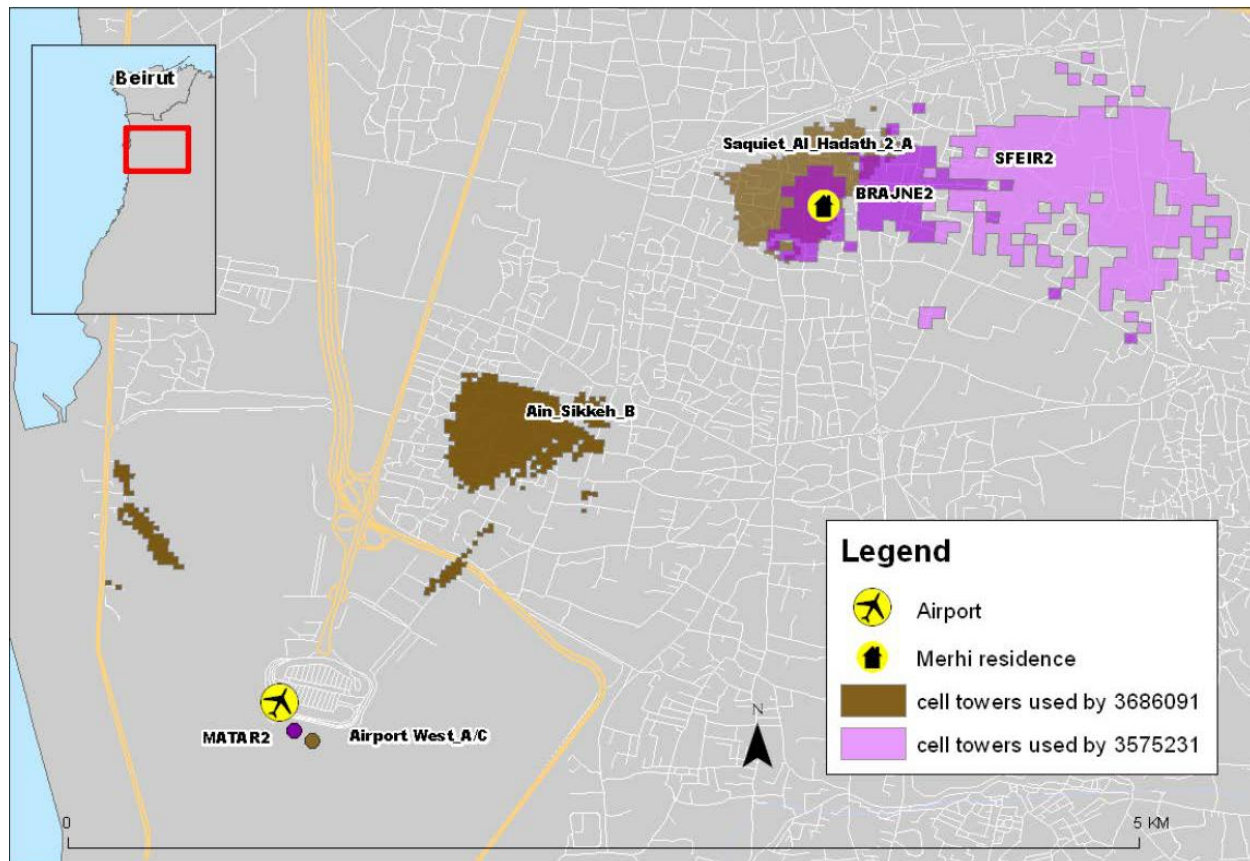 Beirut
Saquiet_Al_Hadath_2_A
SFEIR2
BRAJNE2
Ain_Sikkeh_B
MATAR2
Airport West_A/C
N
Legend
Airport
Merhi residence
cell towers used by 3686091
cell towers used by 3575231
0
5 KM